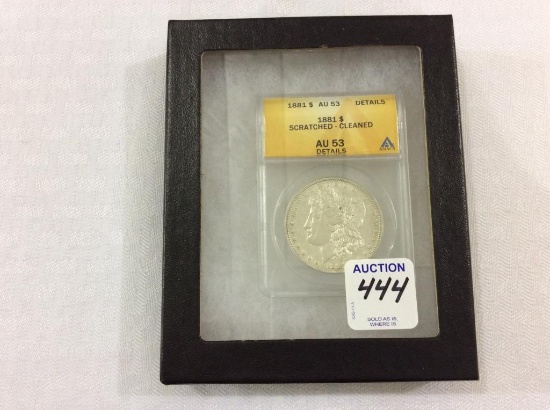 1881 $ AU 53 DETAILS
1881 $
SCRATCHED - CLEANED
AU 53
DETAILS
AUCTION
444
SOLD AS IS,
WHERE IS